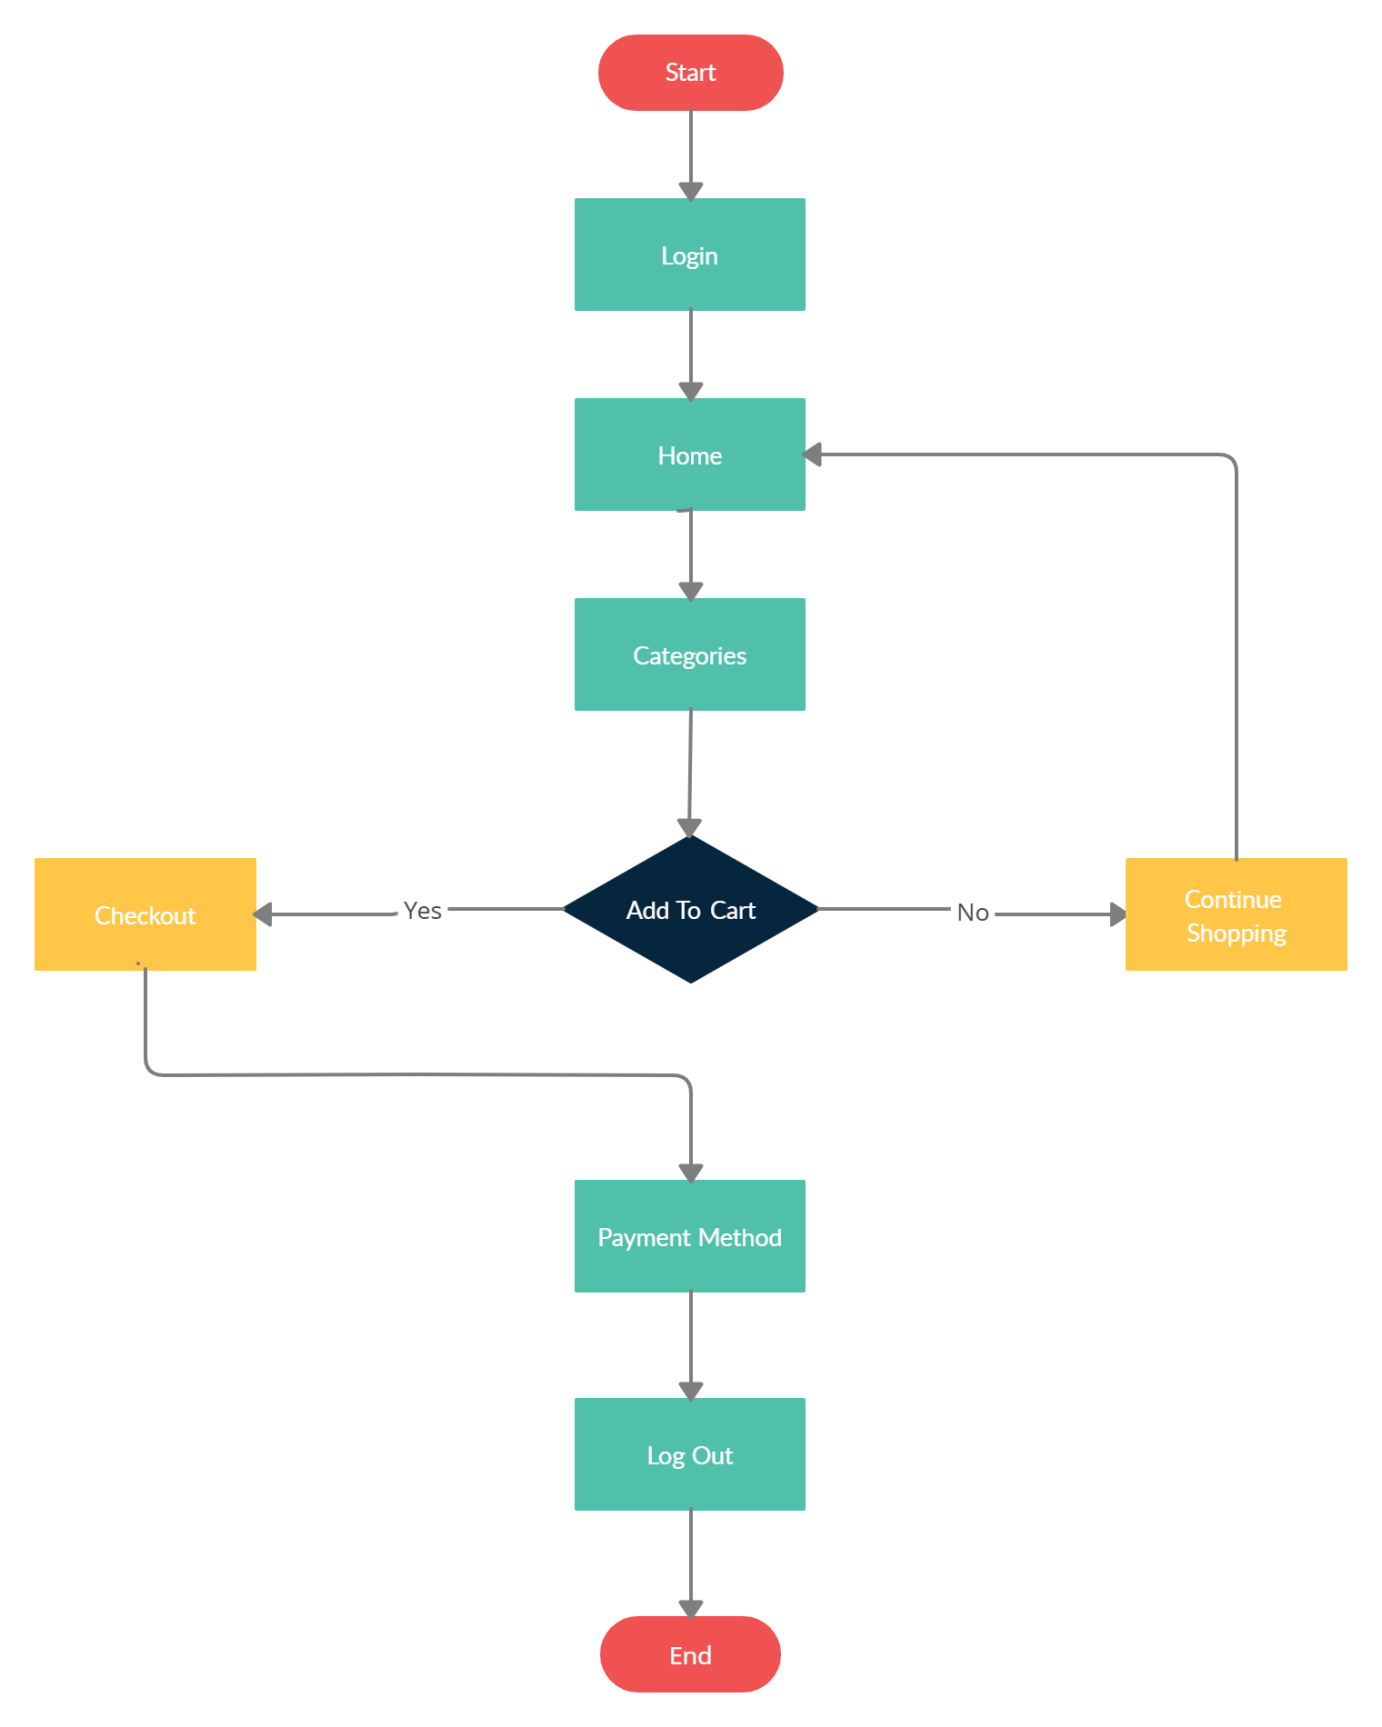 Start
Login
Home
Categories
Add To Cart
Yes
No
Checkout
Continue
Shopping
Payment Method
Log Out
End